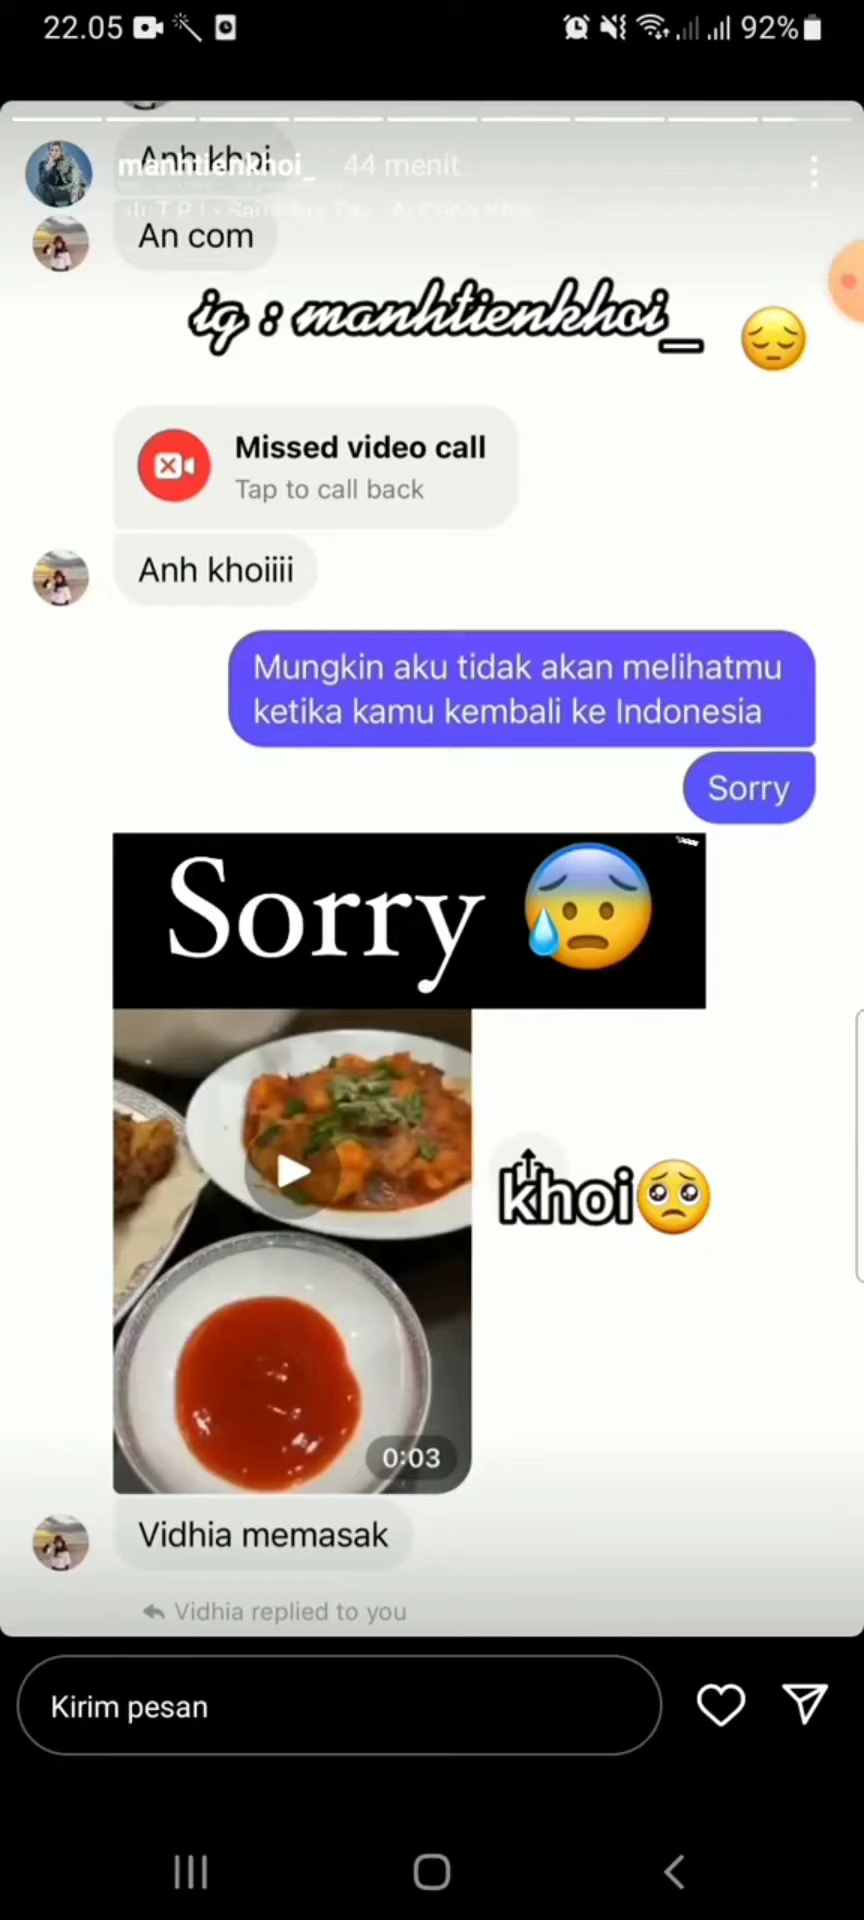 22.05
92%
Anh khoi
manhtienkhoi_ 44 menit
An com
ig : manhtienkhoi_
Missed video call
Tap to call back
Anh khoiiii
Mungkin aku tidak akan melihatmu
ketika kamu kembali ke Indonesia
Sorry
Sorry
khoi
0:03
Vidhia memasak
Vidhia replied to you
Kirim pesan